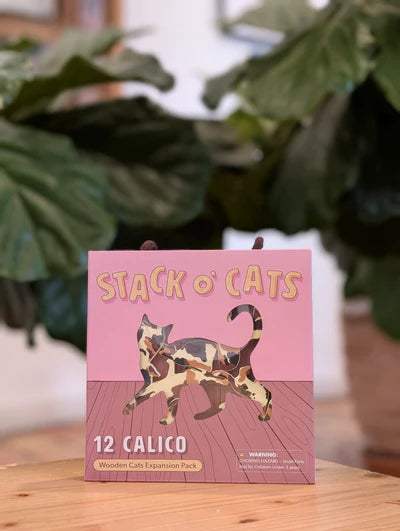 STACK O' CATS
12 CALICO
Wooden Cats Expansion Pack
WARNING:
CHOKING HAZARD – Small Parts
Not for Children Under 3 years